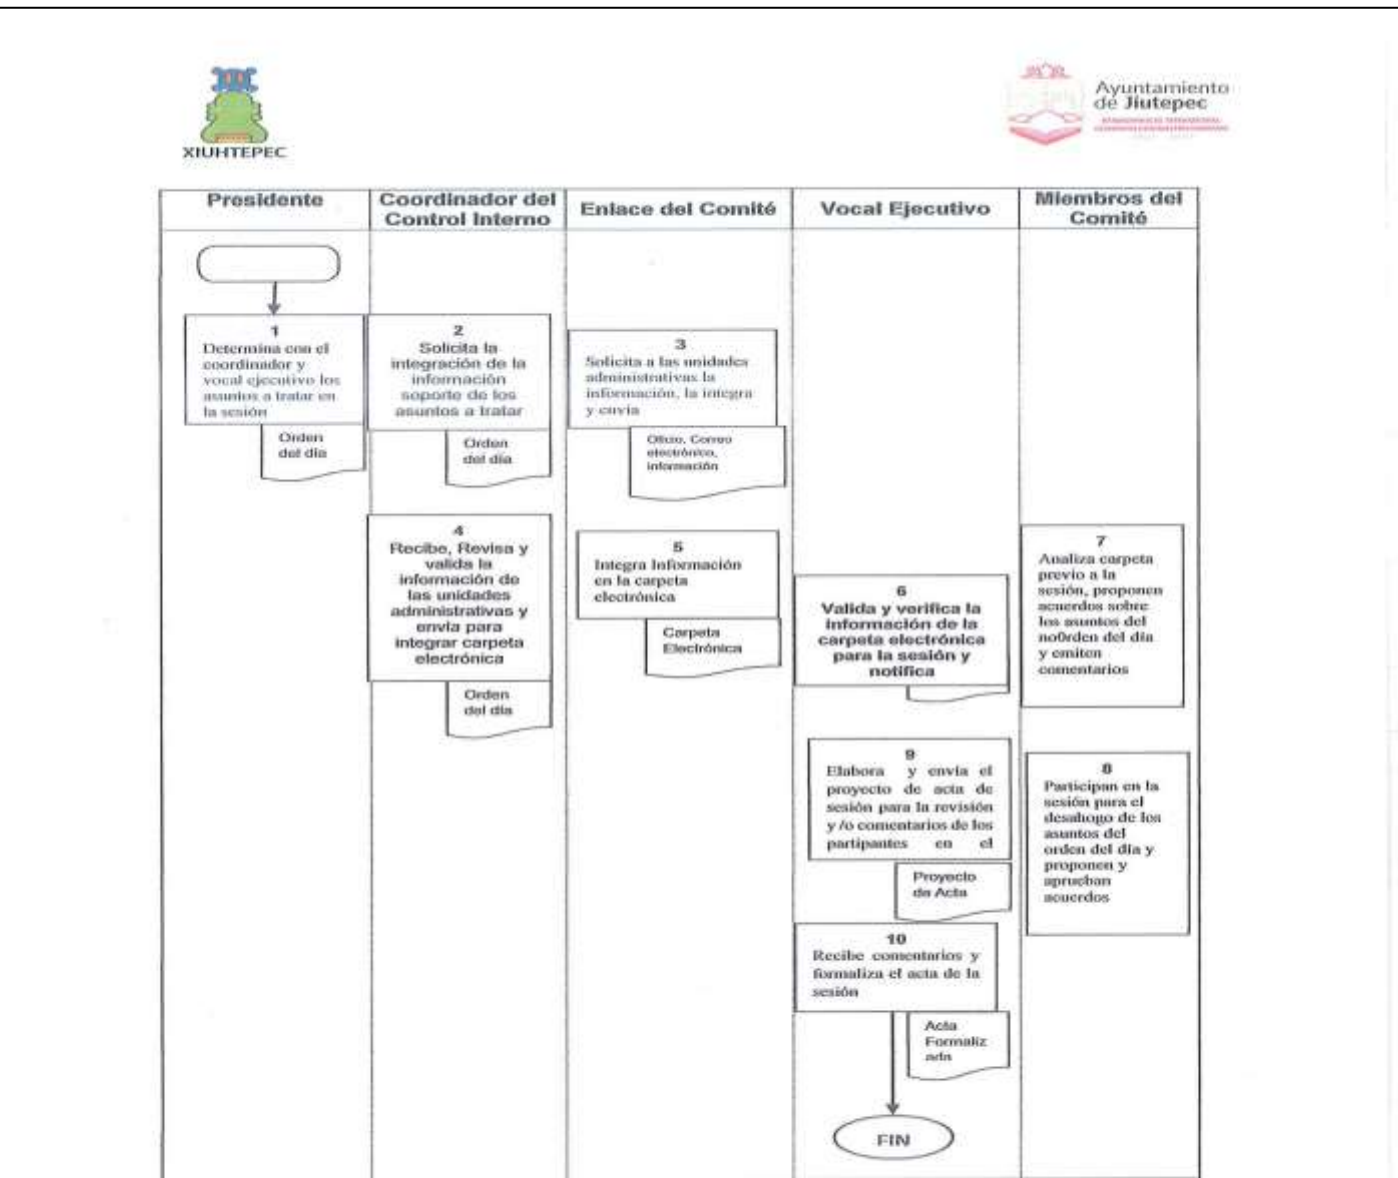 XIUHTEPEC
Ayuntamiento
de Jiutepec
Presidente
Coordinador del
Control Interno
Enlace del Comité
Vocal Ejecutivo
Miembros del
Comité
1
Determina con el
coordinador y
vocal ejecutivo los
asuntos a tratar en
la sesión
Orden
del día
2
Solicita la
integración de la
información
soporte de los
asuntos a tratar
Orden
del día
3
Solicita a las unidades
administrativas la
información, la integra
y envía
Oficio, Correo
electrónico,
información
4
Recibe, Revisa y
valida la
información de
las unidades
administrativas y
envía para
integrar carpeta
electrónica
Orden
del día
5
Integra Información
en la carpeta
electrónica
Carpeta
Electrónica
6
Valida y verifica la
información de la
carpeta electrónica
para la sesión y
notifica
7
Analiza carpeta
previo a la
sesión, proponen
acuerdos sobre
los asuntos del
no0rden del día
y emiten
comentarios
8
Participan en la
sesión para el
desahogo de los
asuntos del
orden del día y
proponen y
aprueban
acuerdos
9
Elabora y envía el
proyecto de acta de
sesión para la revisión
y /o comentarios de los
partipantes en el
Proyecto
de Acta
10
Recibe comentarios y
formaliza el acta de la
sesión
Acta
Formaliz
ada
FIN